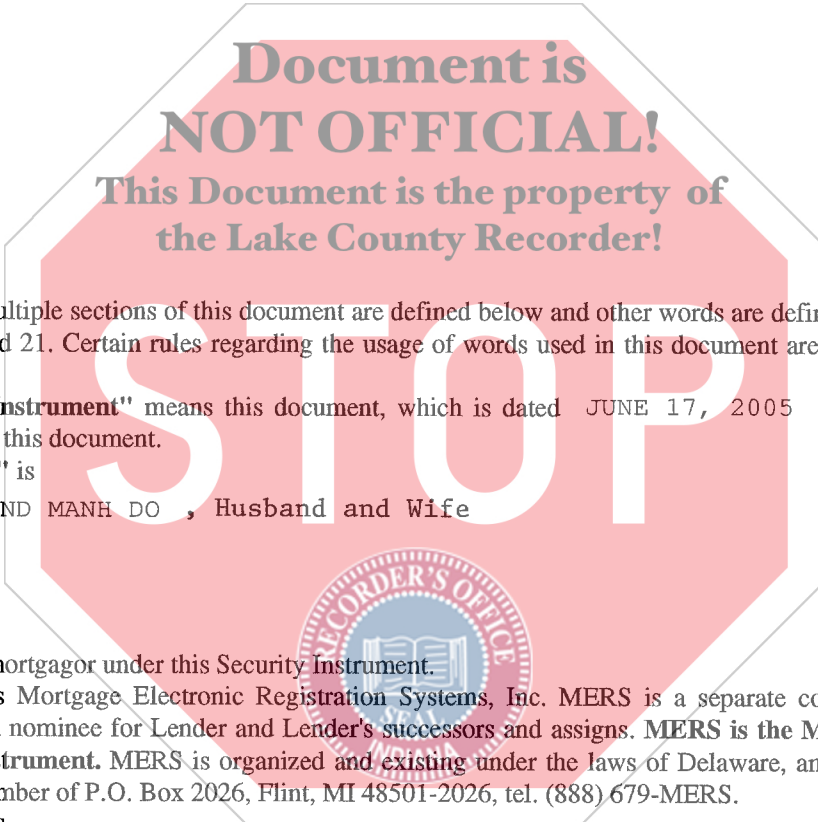 Document is
NOT OFFICIAL!
This Document is the property of
the Lake County Recorder!
ultiple sections of this document are defined below and other words are defin
d 21. Certain rules regarding the usage of words used in this document are
STOP
nstrument" means this document, which is dated JUNE 17, 2005
this document.
" is
ND MANH DO , Husband and Wife
RECORDER'S OFFICE
SEAL
INDIANA
nortgagor under this Security Instrument.
s Mortgage Electronic Registration Systems, Inc. MERS is a separate co
nominee for Lender and Lender's successors and assigns. MERS is the M
trument. MERS is organized and existing under the laws of Delaware, an
mber of P.O. Box 2026, Flint, MI 48501-2026, tel. (888) 679-MERS.